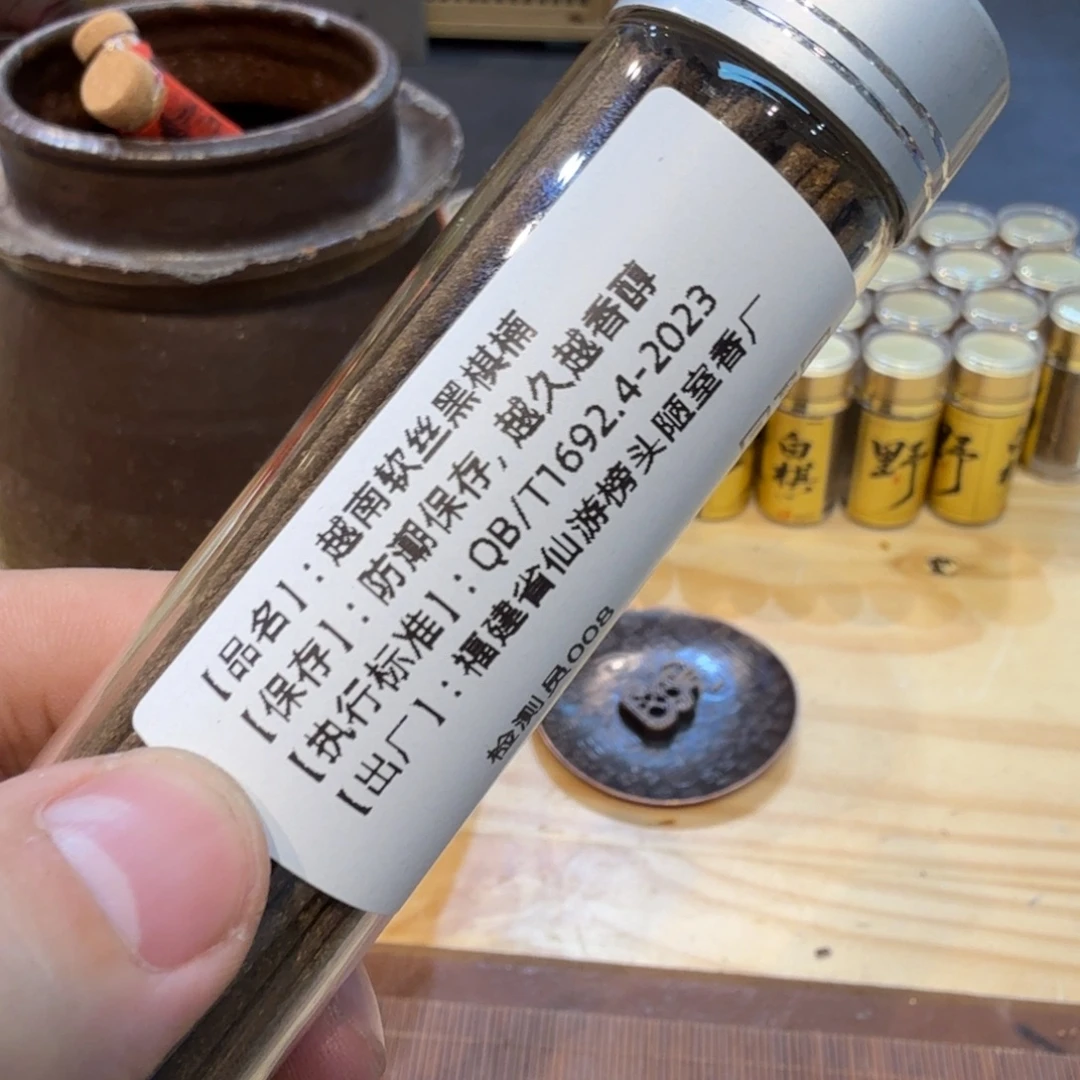 【品名】：越南软丝黑棋楠
【保存】：防潮保存，越久越香醇
【执行标准】：QB/T1692.4-2023
【出厂】：福建省仙游榜头陋室香厂
检测员008
白棋
野
野